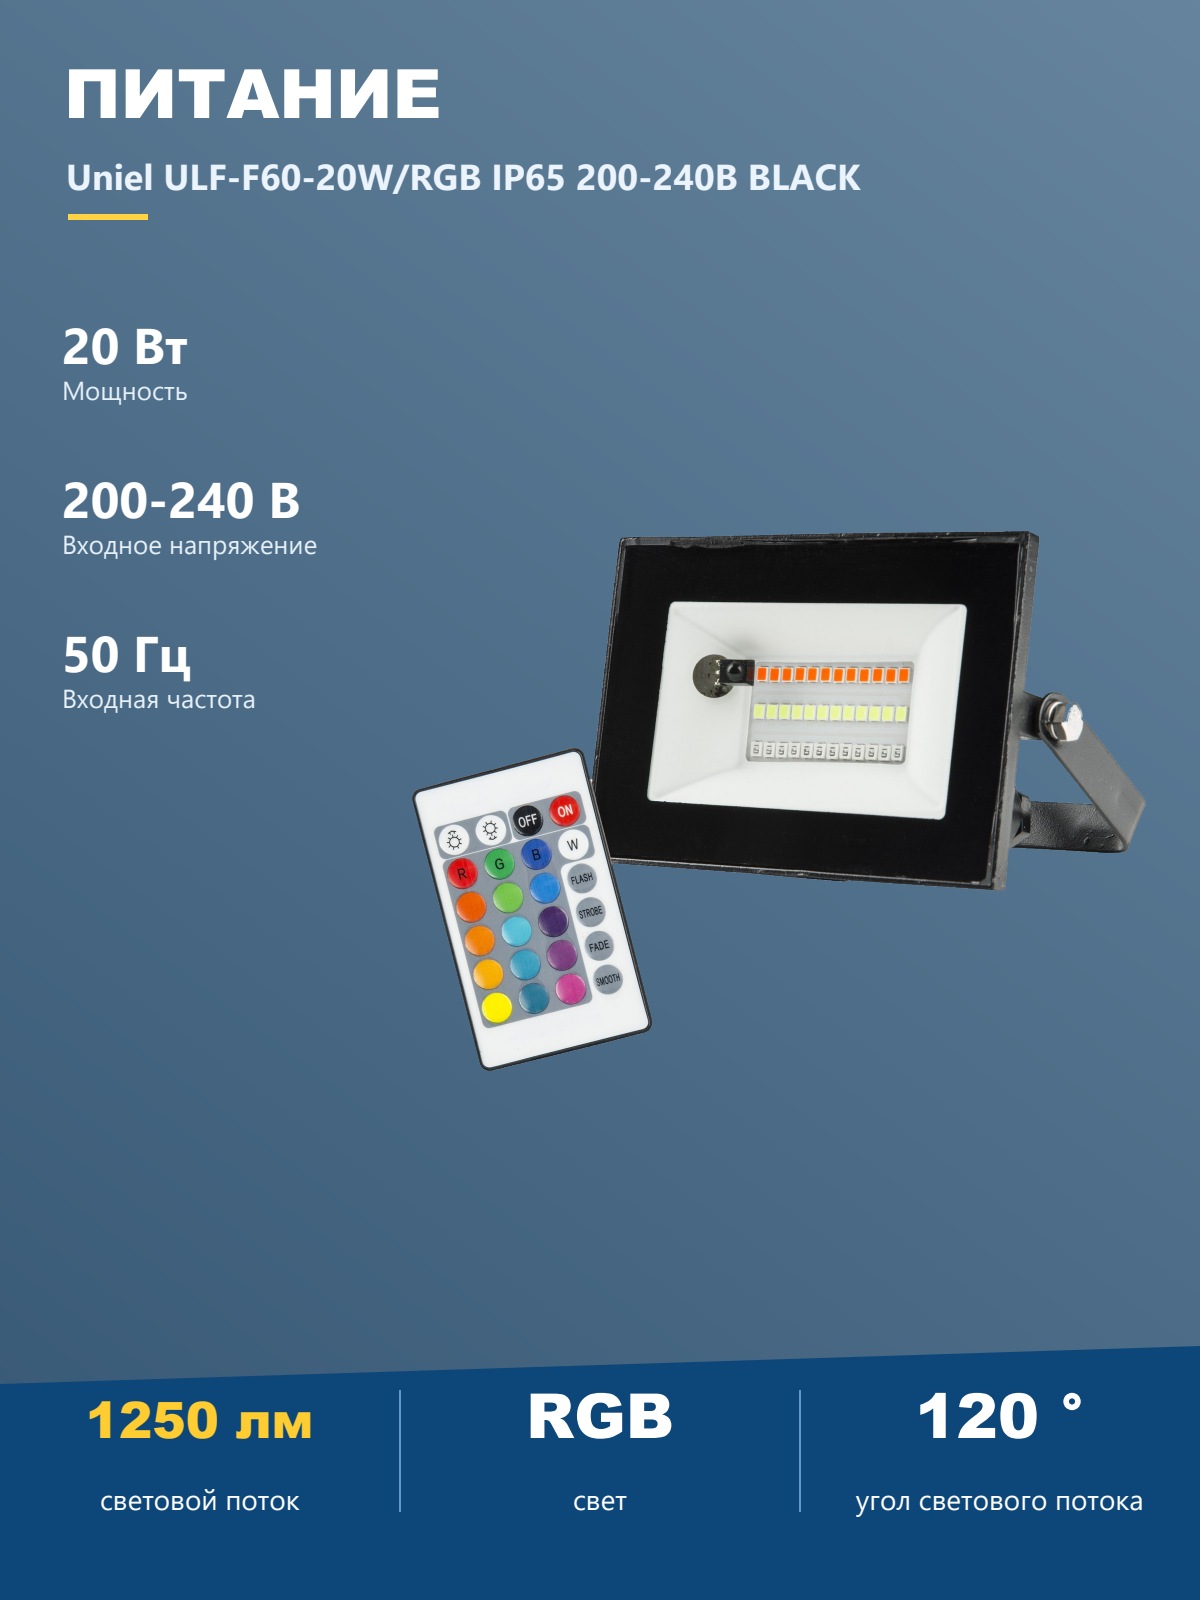 ПИТАНИЕ
Uniel ULF-F60-20W/RGB IP65 200-240В BLACK
20 Вт
Мощность
200-240 В
Входное напряжение
50 Гц
Входная частота
OFF ON
R G B W
FLASH
STROBE
FADE
SMOOTH
1250 лм
световой поток
RGB
свет
120 °
угол светового потока